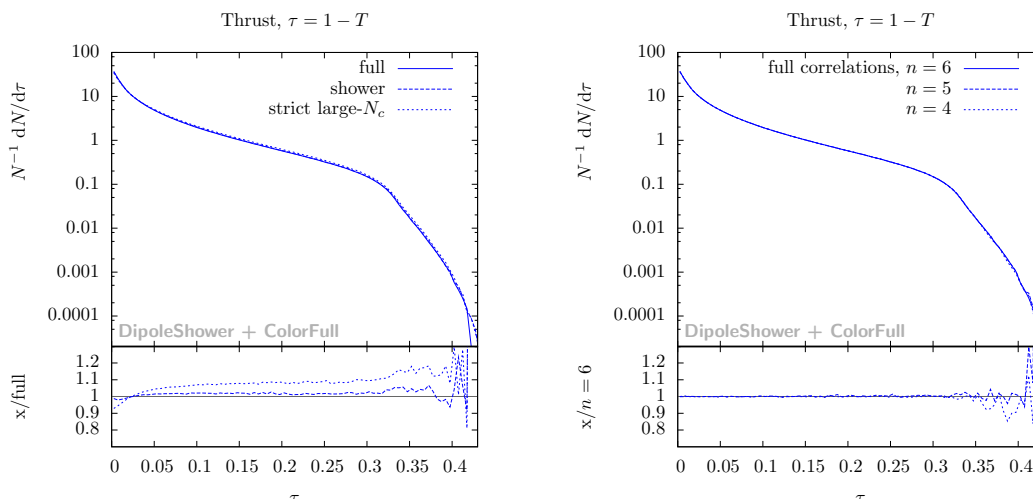 Thrust, τ = 1 − T
N⁻¹ dN/dτ
100
10
1
0.1
0.01
0.001
0.0001
full
shower
strict large-N_c
DipoleShower + ColorFull
x/full
1.2
1.1
1
0.9
0.8
0 0.05 0.1 0.15 0.2 0.25 0.3 0.35 0.4
τ
Thrust, τ = 1 − T
N⁻¹ dN/dτ
100
10
1
0.1
0.01
0.001
0.0001
full correlations, n = 6
n = 5
n = 4
DipoleShower + ColorFull
x/n = 6
1.2
1.1
1
0.9
0.8
0 0.05 0.1 0.15 0.2 0.25 0.3 0.35 0.4
τ